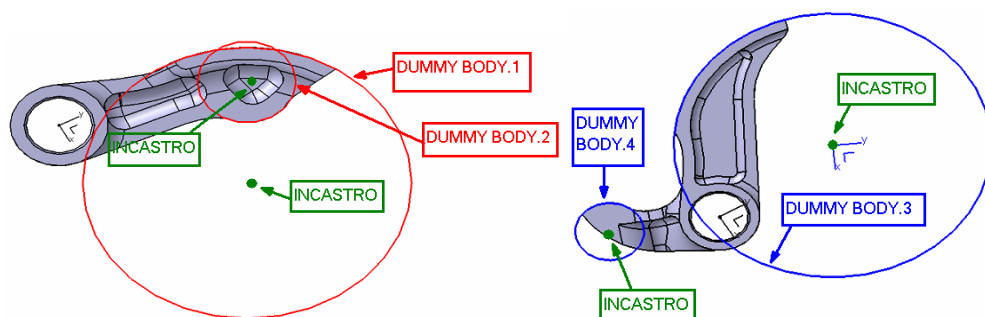 DUMMY BODY.1
DUMMY BODY.2
INCASTRO
INCASTRO
INCASTRO
DUMMY
BODY.4
DUMMY BODY.3
INCASTRO
y
x